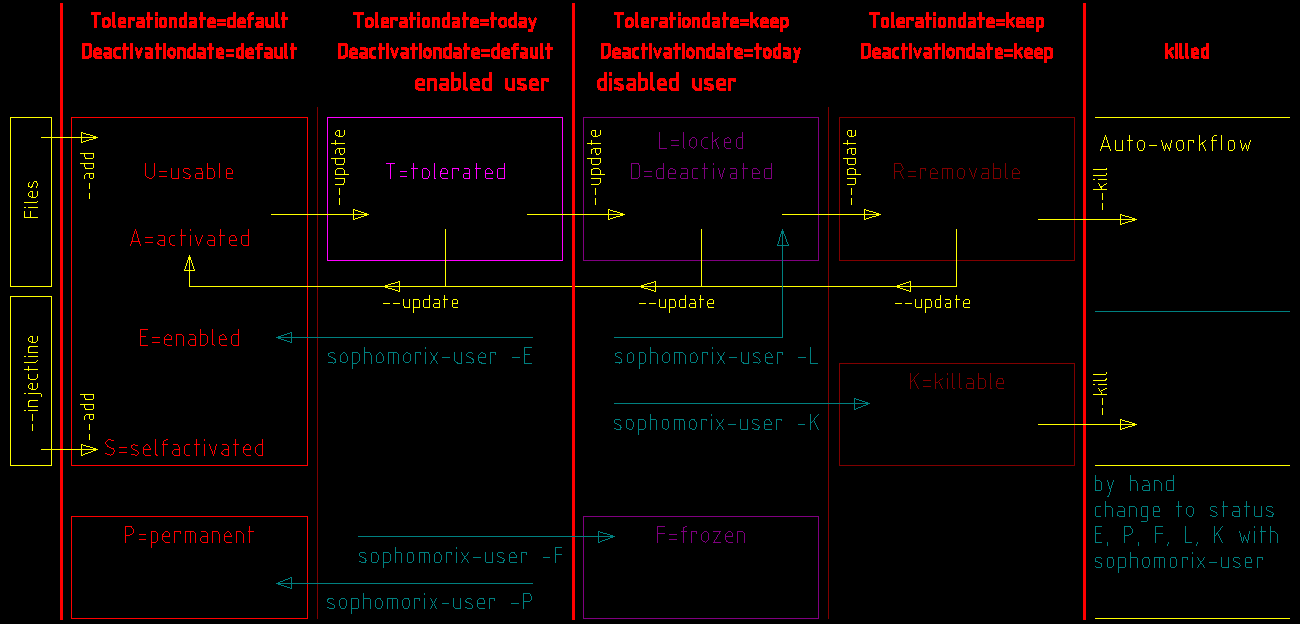 Tolerationdate=default
Deactivationdate=default
Tolerationdate=today
Deactivationdate=default
enabled user
Tolerationdate=keep
Deactivationdate=today
disabled user
Tolerationdate=keep
Deactivationdate=keep
killed
Files
--injectline
--add
--add
U=usable
A=activated
E=enabled
S=selfactivated
P=permanent
--update
T=tolerated
--update
L=locked
D=deactivated
--update
R=removable
--kill
Auto-workflow
--update
--update
--update
sophomorix-user -E
sophomorix-user -L
K=killable
--kill
sophomorix-user -K
F=frozen
sophomorix-user -F
sophomorix-user -P
by hand
change to status
E, P, F, L, K with
sophomorix-user